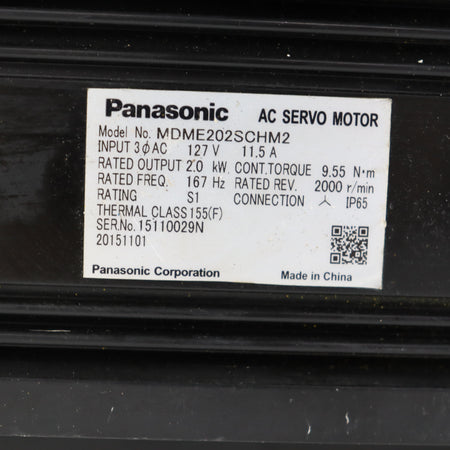 Panasonic AC SERVO MOTOR
Model No. MDME202SCHM2
INPUT 3ϕAC 127 V 11.5 A
RATED OUTPUT 2.0 kW CONT.TORQUE 9.55 N·m
RATED FREQ. 167 Hz RATED REV. 2000 r/min
RATING S1 CONNECTION ⅄ IP65
THERMAL CLASS 155(F)
SER.No. 15110029N
20151101
Panasonic Corporation Made in China